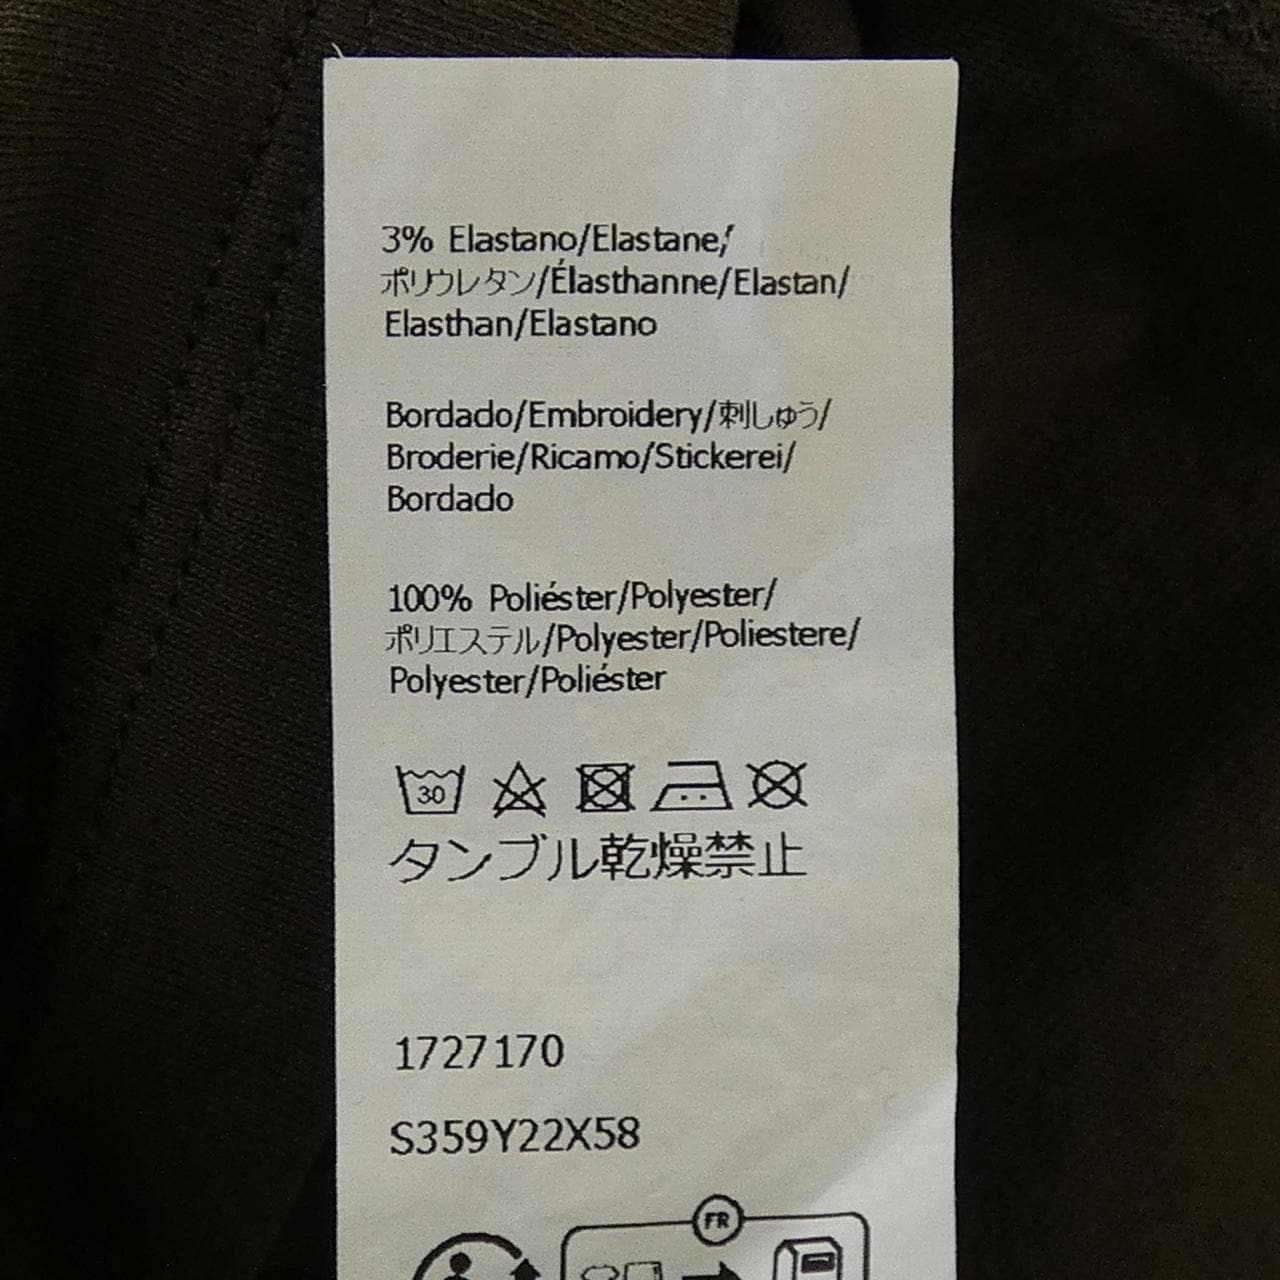 3% Elastano/Elastane/
ポリウレタン/Élasthanne/Elastan/
Elasthan/Elastano
Bordado/Embroidery/刺しゅう/
Broderie/Ricamo/Stickerei/
Bordado
100% Poliéster/Polyester/
ポリエステル/Polyester/Poliestere/
Polyester/Poliéster
30
タンブル乾燥禁止
1727170
S359Y22X58
FR